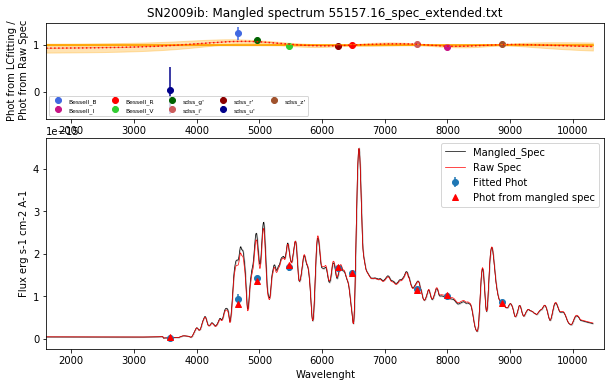 SN2009ib: Mangled spectrum 55157.16_spec_extended.txt
Phot from LCfitting /
Phot from Raw Spec
1
0
Bessell_B
Bessell_R
sdss_g'
sdss_r'
sdss_z'
Bessell_I
Bessell_V
sdss_i'
sdss_u'
2000 3000 4000 5000 6000 7000 8000 9000 10000
Mangled_Spec
Raw Spec
Fitted Phot
Phot from mangled spec
Flux erg s-1 cm-2 A-1
4
3
2
1
0
2000 3000 4000 5000 6000 7000 8000 9000 10000
Wavelenght